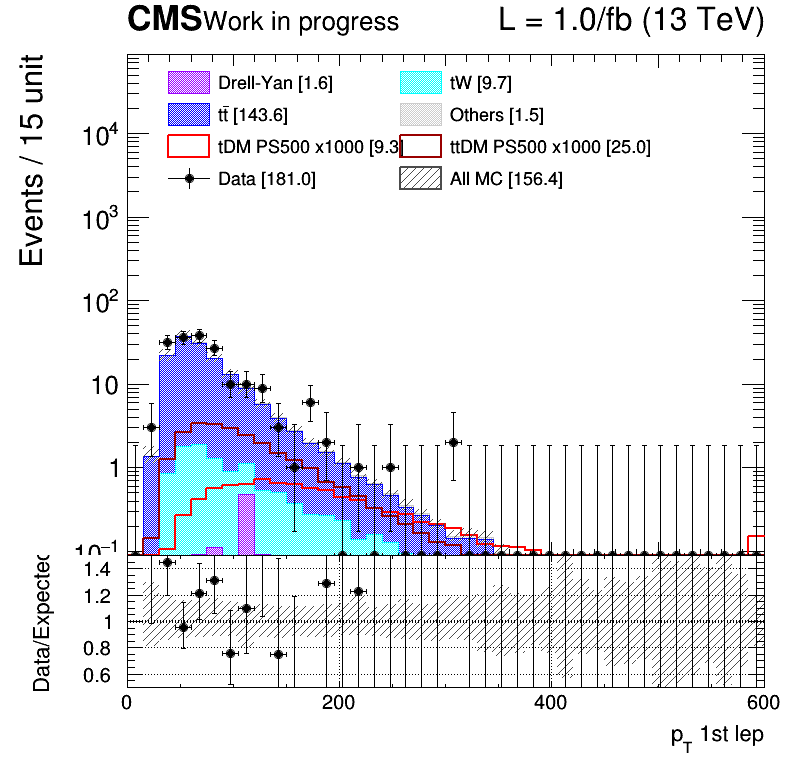 CMS Work in progress L = 1.0/fb (13 TeV)
Events / 15 unit
Drell-Yan [1.6] tW [9.7]
tt̄ [143.6] Others [1.5]
tDM PS500 x1000 [9.3 ttDM PS500 x1000 [25.0]
Data [181.0] All MC [156.4]
10⁴
10³
10²
10
1
10⁻¹
Data/Expected
1.4
1.2
1
0.8
0.6
0 200 400 600
p_T 1st lep